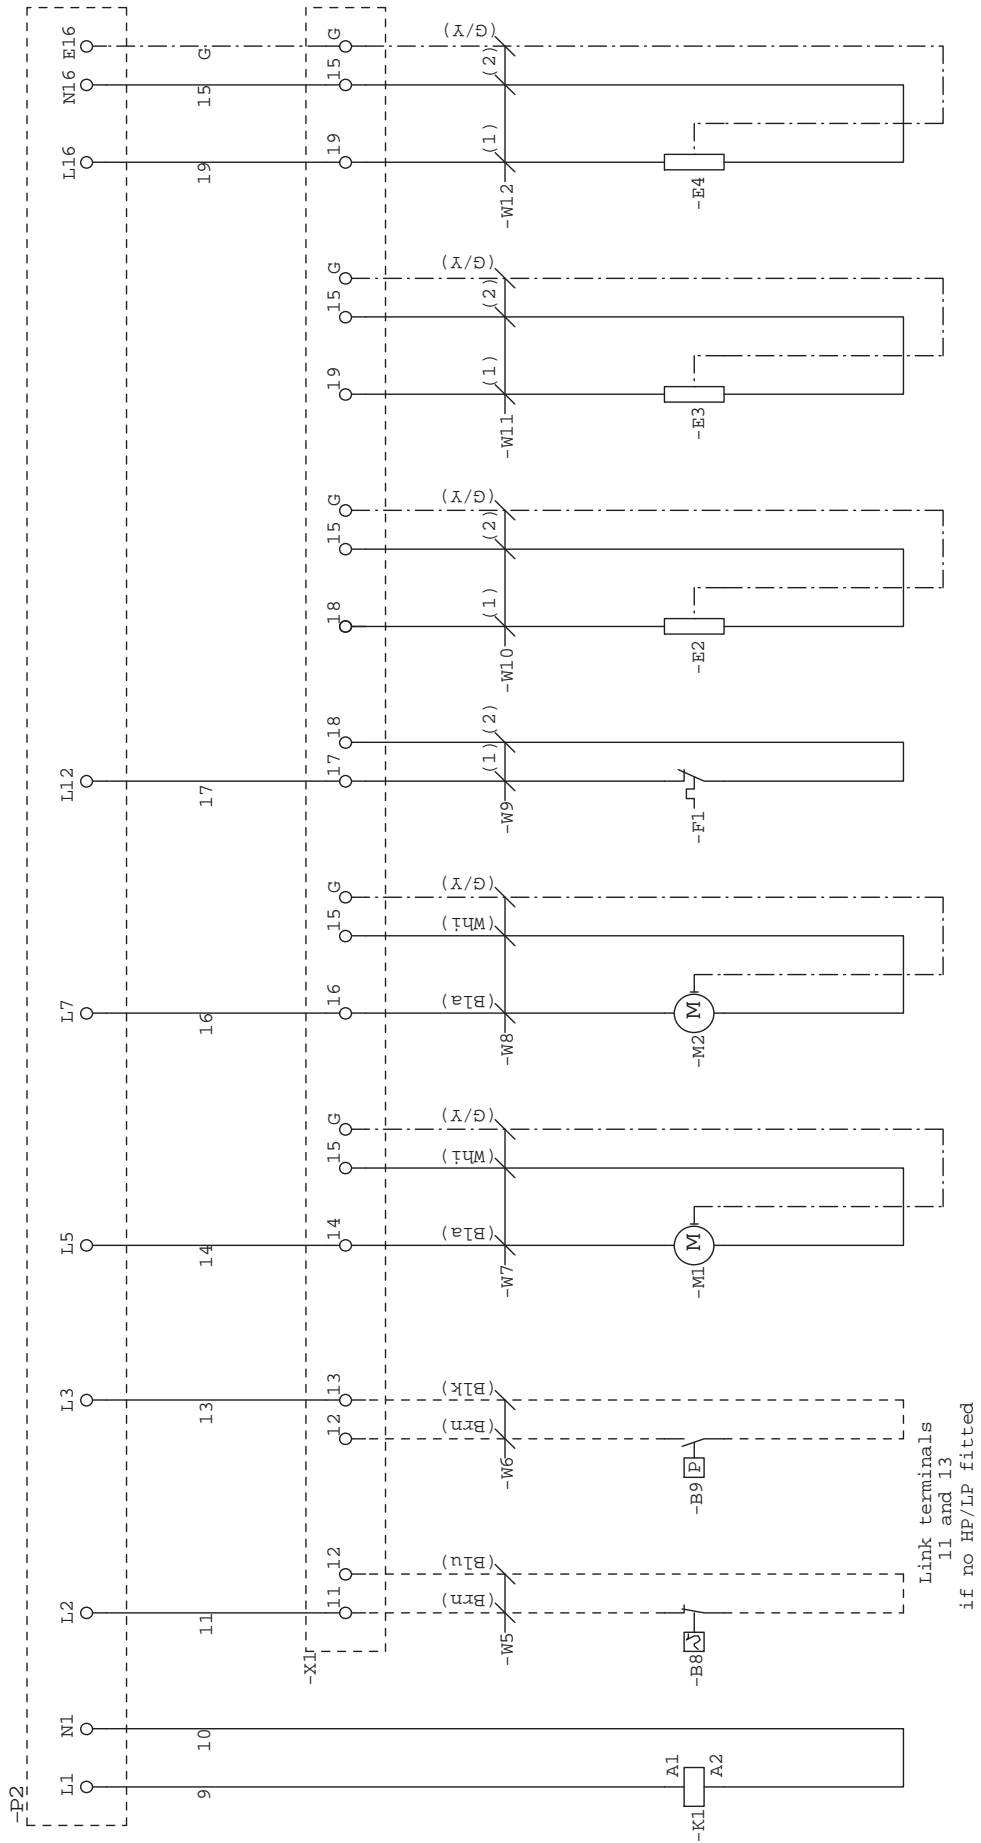 -P2
L1
N1
L2
L3
L5
L7
L12
L16
N16
E16
9
10
11
13
14
16
17
19
15
G
-X1
11
12
12
13
14
15
G
16
15
G
17
18
18
15
G
19
15
G
19
15
G
(Brn)
(Blu)
(Brn)
(Blk)
(Bla)
(Whi)
(G/Y)
(Bla)
(Whi)
(G/Y)
(1)
(2)
(1)
(2)
(G/Y)
(1)
(2)
(G/Y)
(1)
(2)
(G/Y)
-W5
-W6
-W7
-W8
-W9
-W10
-W11
-W12
A1
A2
-K1
-B8
P
-B9
M
-M1
M
-M2
-F1
-E2
-E3
-E4
Link terminals
11 and 13
if no HP/LP fitted